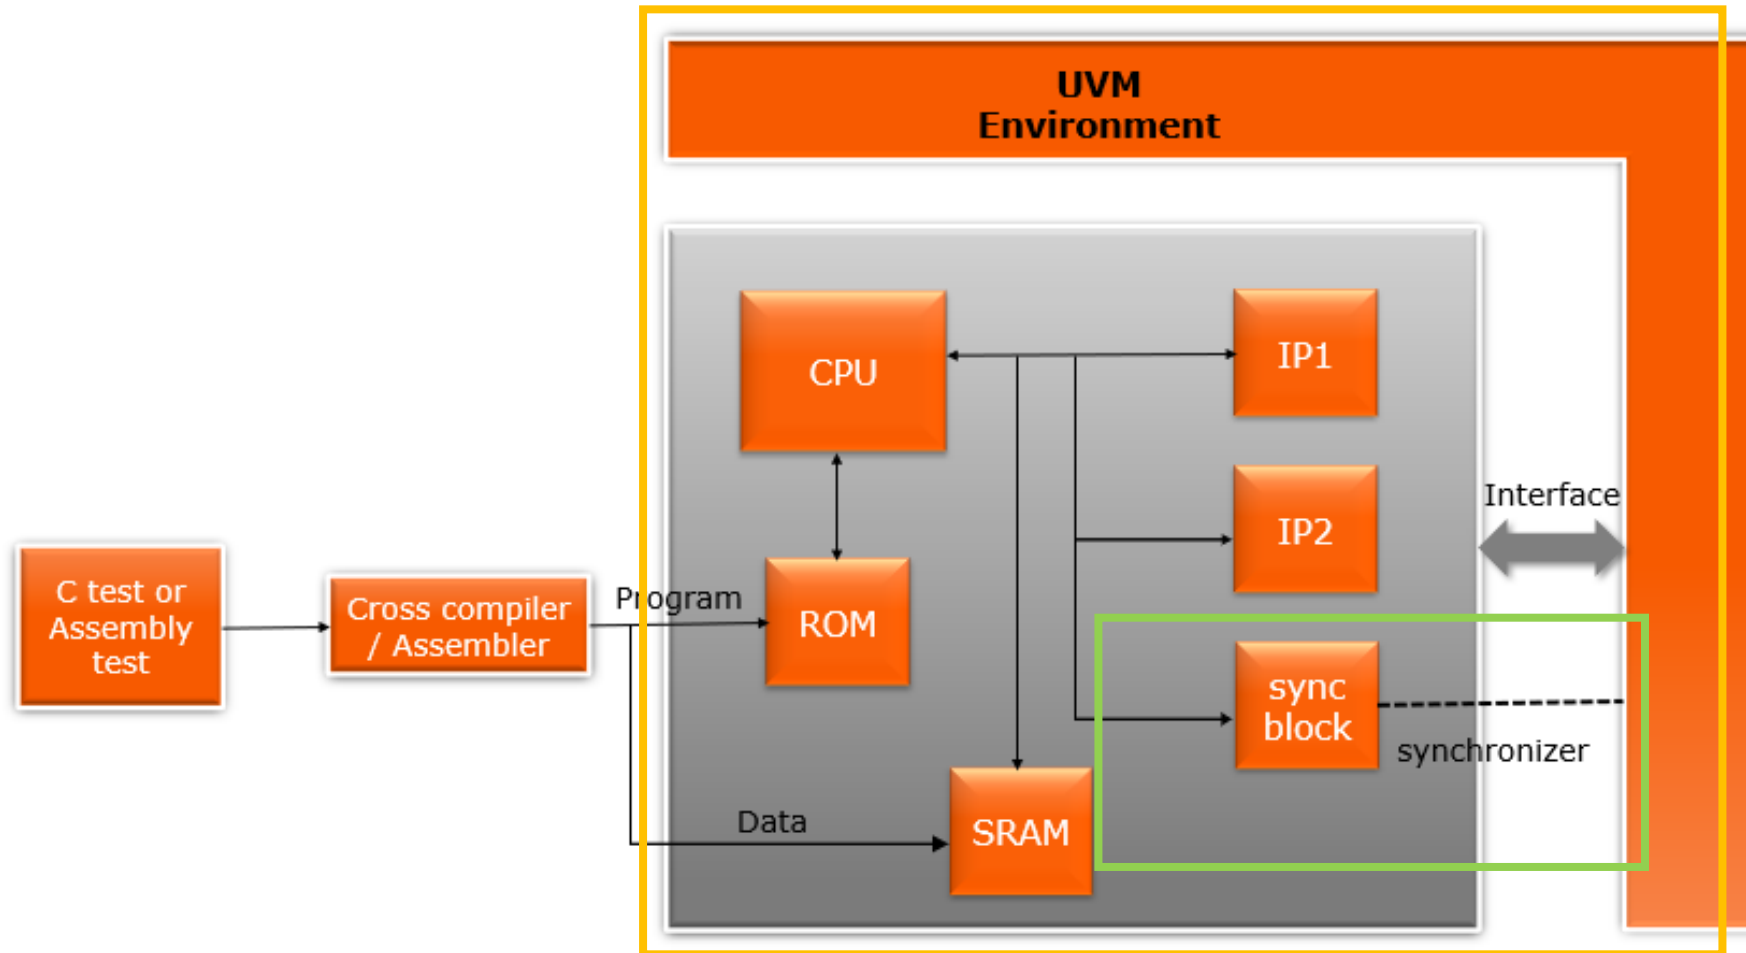 UVM
Environment
CPU
IP1
Interface
IP2
C test or
Assembly
test
Cross compiler
/ Assembler
Program
ROM
sync
block
synchronizer
Data
SRAM